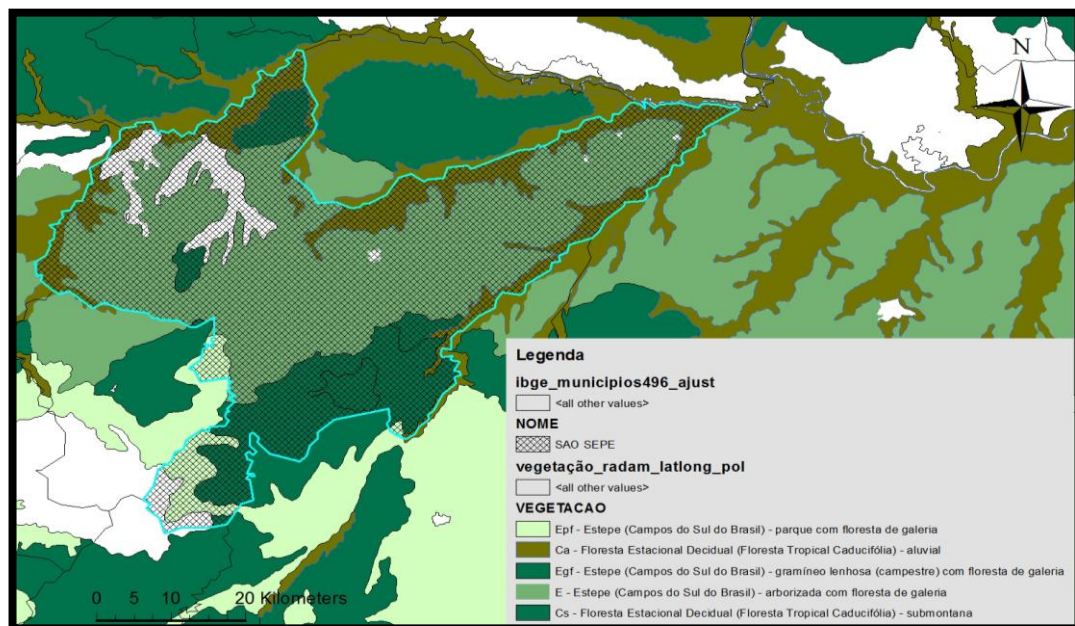 N
Legenda
ibge_municipios496_ajust
<all other values>
NOME
SAO SEPE
vegetação_radam_latlong_pol
<all other values>
VEGETACAO
Epf - Estepe (Campos do Sul do Brasil) - parque com floresta de galeria
Ca - Floresta Estacional Decidual (Floresta Tropical Caducifólia) - aluvial
Egf - Estepe (Campos do Sul do Brasil) - gramíneo lenhosa (campestre) com floresta de galeria
E - Estepe (Campos do Sul do Brasil) - arborizada com floresta de galeria
Cs - Floresta Estacional Decidual (Floresta Tropical Caducifólia) - submontana
0 5 10 20 Kilometers